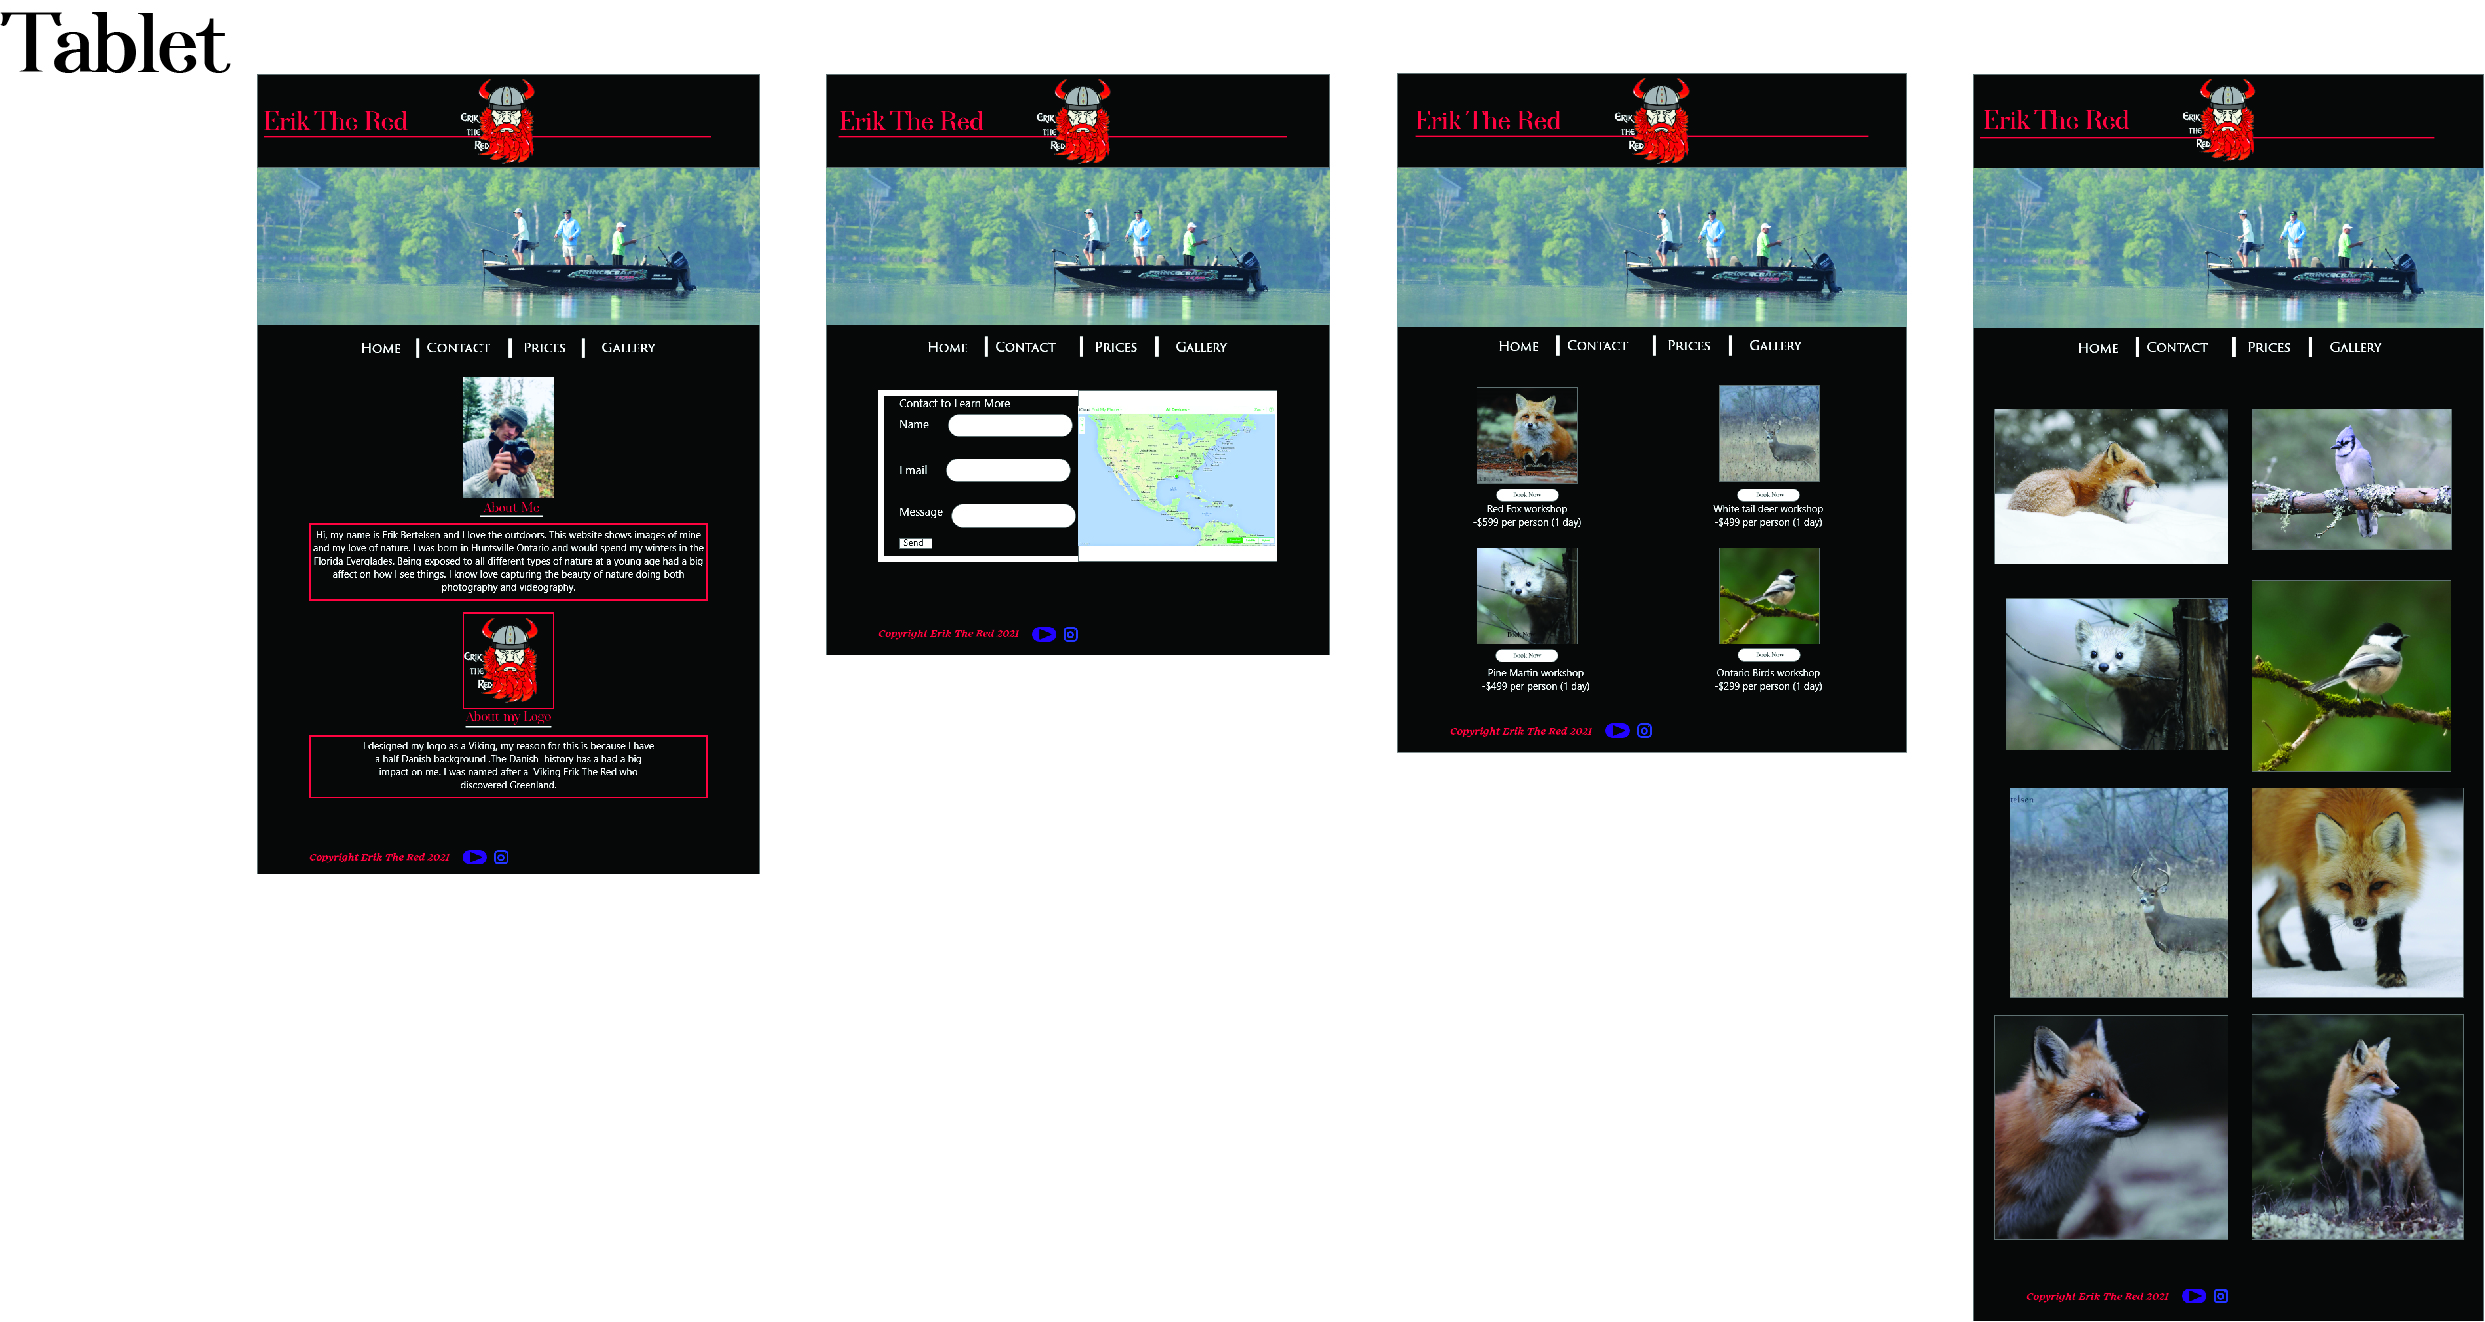 Tablet
Erik The Red
Erik
the
Red
Home
Contact
Prices
Gallery
About Me
Hi, my name is Erik Bertelsen and I love the outdoors. This website shows images of mine
and my love of nature. I was born in Huntsville Ontario and would spend my winters in the
Florida Everglades. Being exposed to all different types of nature at a young age had a big
affect on how I see things. I know love capturing the beauty of nature doing both
photography and videography.
Erik
the
Red
About my Logo
I designed my logo as a Viking, my reason for this is because I have
a half Danish background .The Danish history has a had a big
impact on me. I was named after a Viking Erik The Red who
discovered Greenland.
Copyright Erik The Red 2021
Erik The Red
Erik
the
Red
PRINCECRAFT
Home
Contact
Prices
Gallery
Contact to Learn More
Name
Email
Message
Send
Copyright Erik The Red 2021
Erik The Red
Erik
the
Red
PRINCECRAFT
Home
Contact
Prices
Gallery
Book Now
Red Fox workshop
-$599 per person (1 day)
Book Now
White tail deer workshop
-$499 per person (1 day)
Book Now
Book Now
Pine Martin workshop
-$499 per person (1 day)
Book Now
Ontario Birds workshop
-$299 per person (1 day)
Copyright Erik The Red 2021
Erik The Red
Erik
the
Red
PRINCECRAFT
Home
Contact
Prices
Gallery
telsen
Copyright Erik The Red 2021